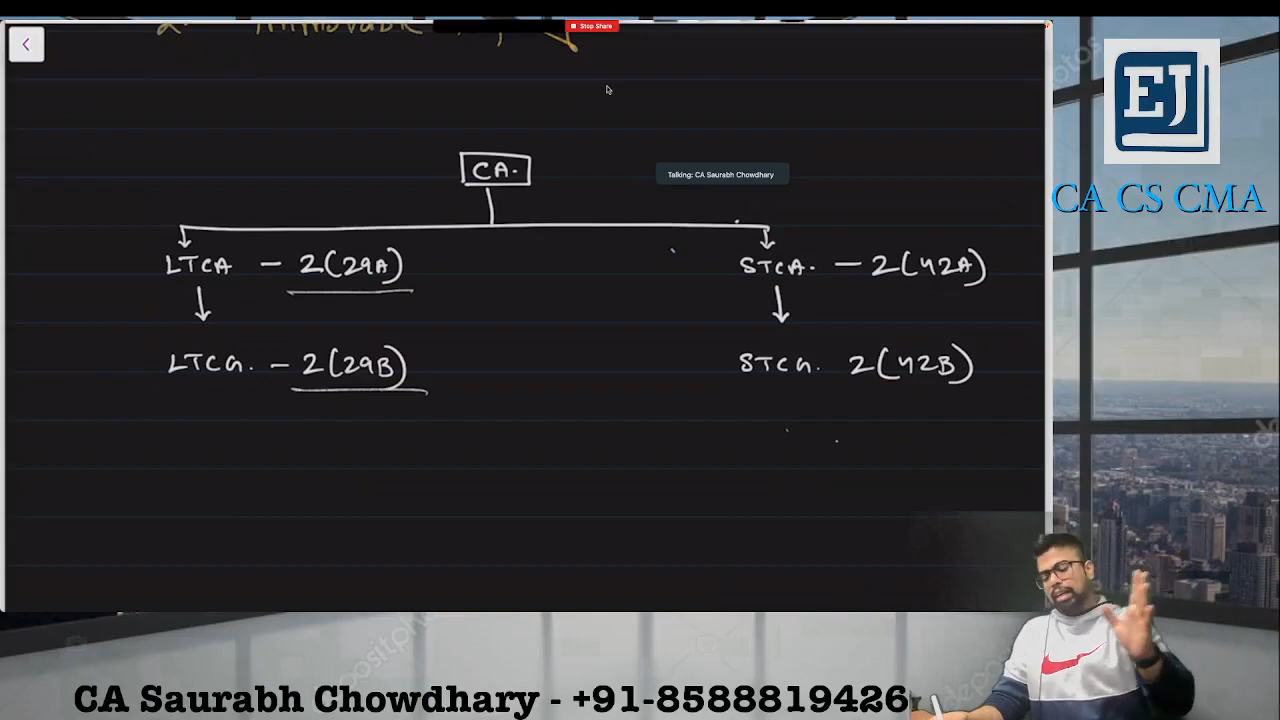 Stop Share
EJ
CA.
Talking: CA Saurabh Chowdhary
CA CS CMA
LTCA - 2(29A)
STCA. - 2(42A)
LTCG. - 2(29B)
STCG. 2(42B)
CA Saurabh Chowdhary - +91-8588819426